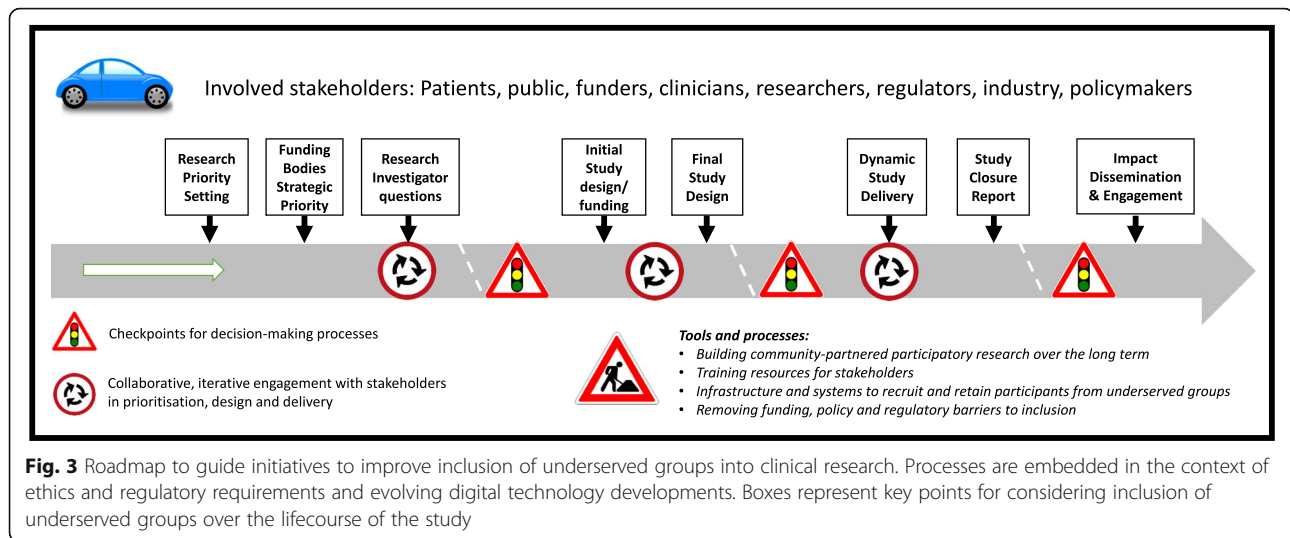 Involved stakeholders: Patients, public, funders, clinicians, researchers, regulators, industry, policymakers
Research
Priority
Setting
Funding
Bodies
Strategic
Priority
Research
Investigator
questions
Initial
Study
design/
funding
Final
Study
Design
Dynamic
Study
Delivery
Study
Closure
Report
Impact
Dissemination
& Engagement
Checkpoints for decision-making processes
Collaborative, iterative engagement with stakeholders
in prioritisation, design and delivery
Tools and processes:
• Building community-partnered participatory research over the long term
• Training resources for stakeholders
• Infrastructure and systems to recruit and retain participants from underserved groups
• Removing funding, policy and regulatory barriers to inclusion
Fig. 3 Roadmap to guide initiatives to improve inclusion of underserved groups into clinical research. Processes are embedded in the context of
ethics and regulatory requirements and evolving digital technology developments. Boxes represent key points for considering inclusion of
underserved groups over the lifecourse of the study